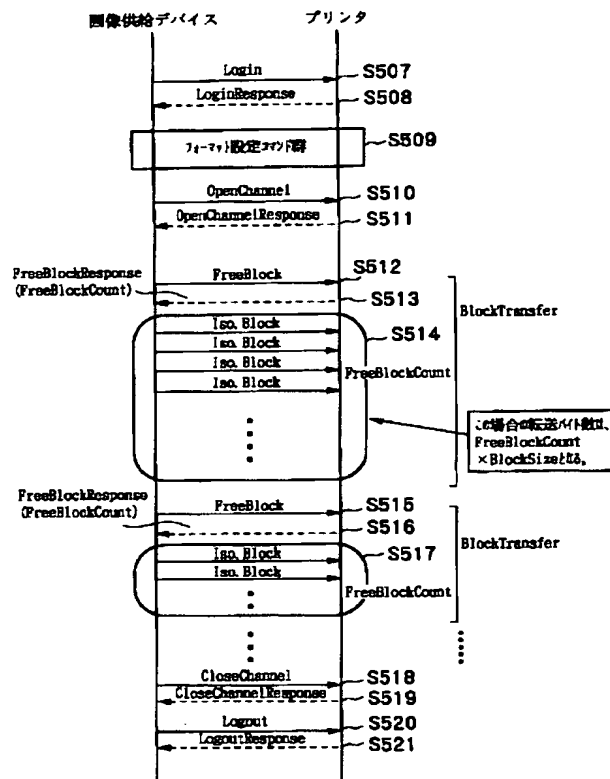 画像供給デバイス プリンタ
Login S507
LoginResponse S508
フォーマット設定コマンド群 S509
OpenChannel S510
OpenChannelResponse S511
FreeBlock S512
FreeBlockResponse
(FreeBlockCount)
S513
BlockTransfer
Iso. Block S514
Iso. Block
Iso. Block
FreeBlockCount
Iso. Block
この場合の転送バイト数は、
FreeBlockCount
×BlockSizeとなる。
FreeBlockResponse
(FreeBlockCount)
FreeBlock S515
S516
BlockTransfer
Iso. Block S517
Iso. Block
FreeBlockCount
CloseChannel S518
CloseChannelResponse S519
Logout S520
LogoutResponse S521